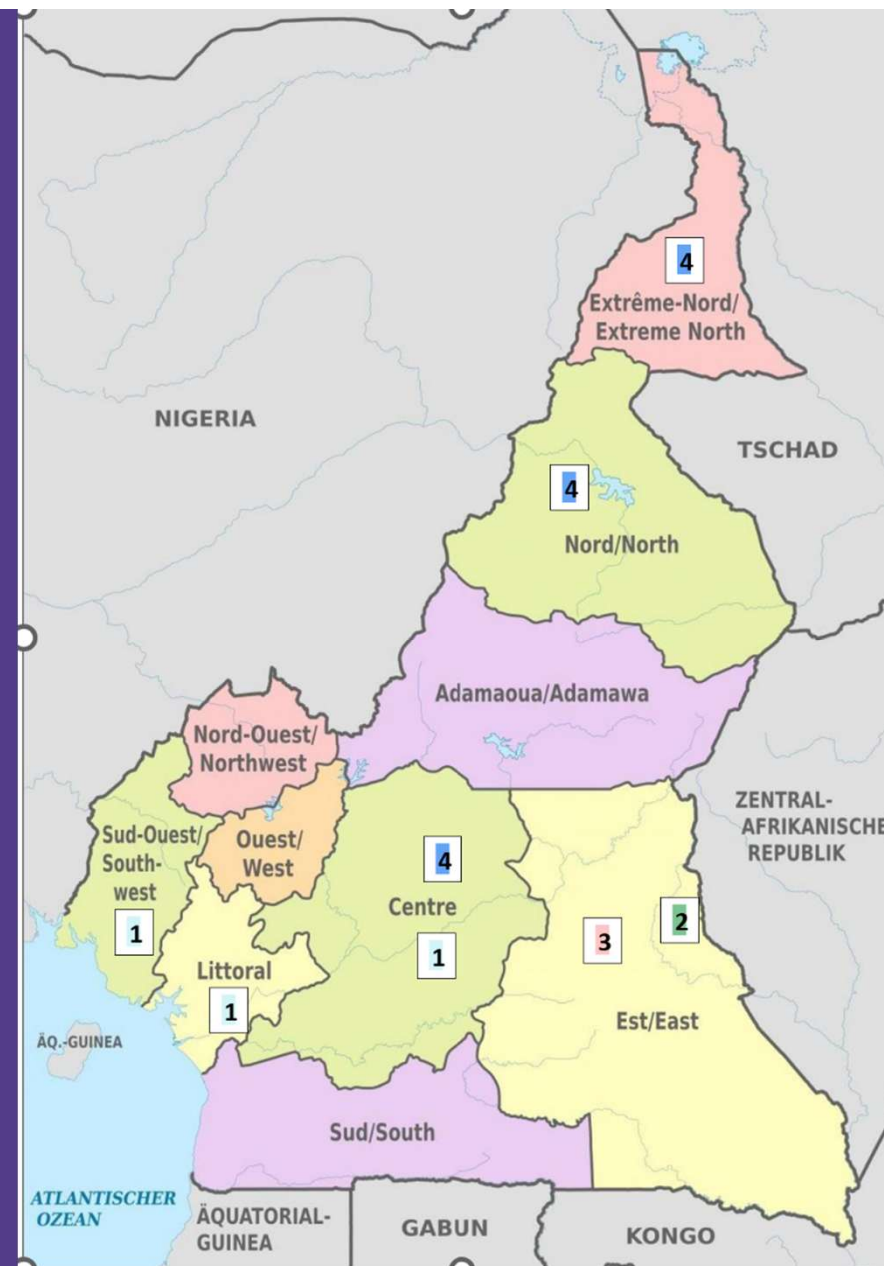 4
Extrême-Nord/
Extreme North
NIGERIA
TSCHAD
4
Nord/North
Adamaoua/Adamawa
Nord-Ouest/
Northwest
ZENTRAL-
AFRIKANISCHE
REPUBLIK
Sud-Ouest/
South-
west
Ouest/
West
4
Centre
1
1
3
2
Littoral
1
Est/East
ÄQ.-GUINEA
Sud/South
ATLANTISCHER
OZEAN
ÄQUATORIAL-
GUINEA
GABUN
KONGO